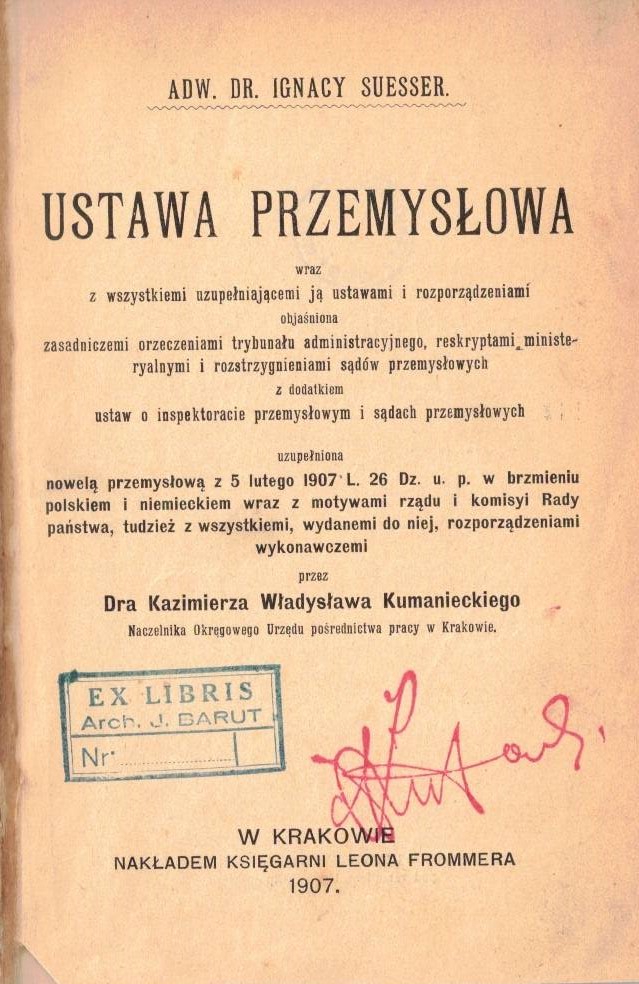 ADW. DR. IGNACY SUESSER.
USTAWA PRZEMYSŁOWA
wraz
z wszystkiemi uzupełniającemi ją ustawami i rozporządzeniami
objaśniona
zasadniczemi orzeczeniami trybunału administracyjnego, reskryptami ministe-
ryalnymi i rozstrzygnieniami sądów przemysłowych
z dodatkiem
ustaw o inspektoracie przemysłowym i sądach przemysłowych
uzupełniona
nowelą przemysłową z 5 lutego 1907 L. 26 Dz. u. p. w brzmieniu
polskiem i niemieckiem wraz z motywami rządu i komisyi Rady
państwa, tudzież z wszystkiemi, wydanemi do niej, rozporządzeniami
wykonawczemi
przez
Dra Kazimierza Władysława Kumanieckiego
Naczelnika Okręgowego Urzędu pośrednictwa pracy w Krakowie.
EX LIBRIS
Arch. J. BARUT
Nr.
W KRAKOWIE
NAKŁADEM KSIĘGARNI LEONA FROMMERA
1907.